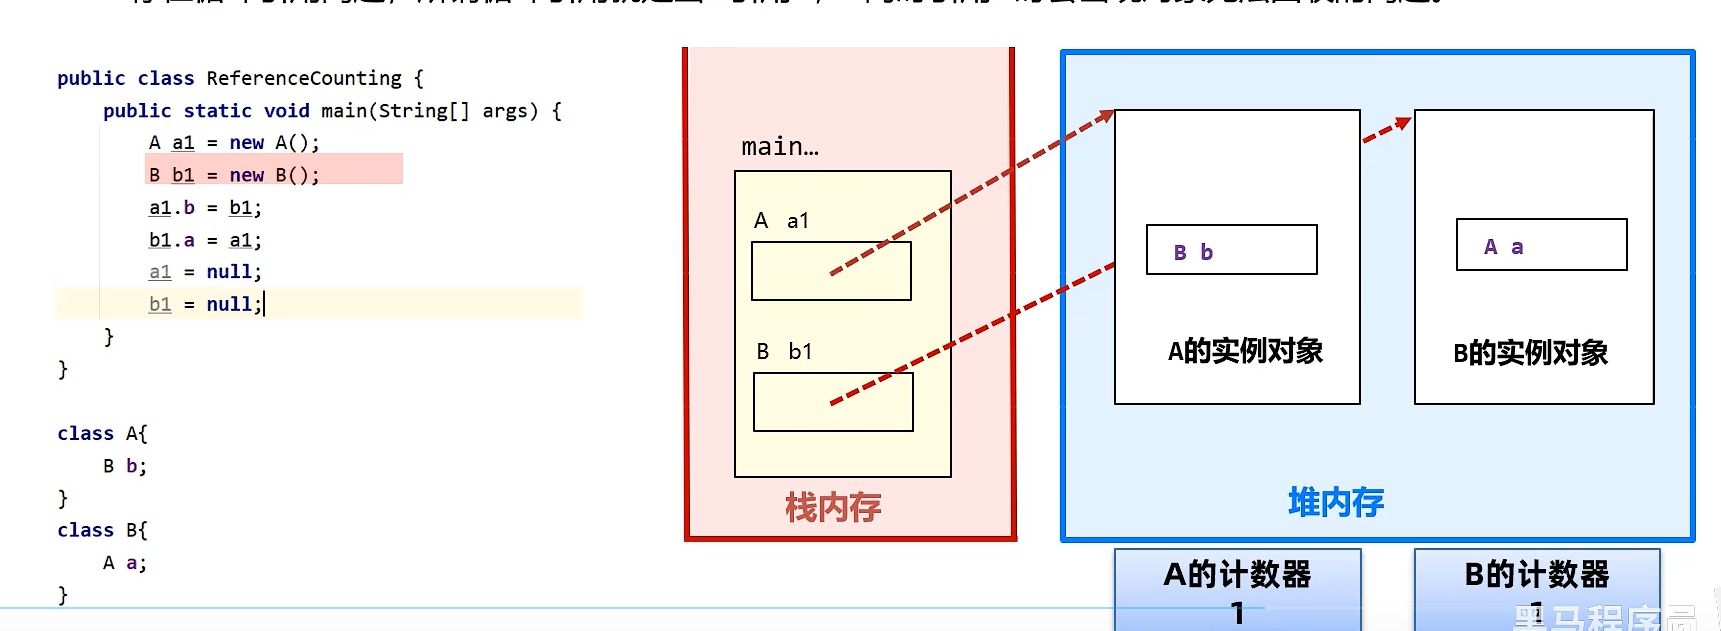 public class ReferenceCounting {
public static void main(String[] args) {
A a1 = new A();
B b1 = new B();
a1.b = b1;
b1.a = a1;
a1 = null;
b1 = null;
}
}
class A{
B b;
}
class B{
A a;
}
main…
A a1
B b1
栈内存
B b
A的实例对象
A a
B的实例对象
堆内存
A的计数器
1
B的计数器
1
黑马程序员